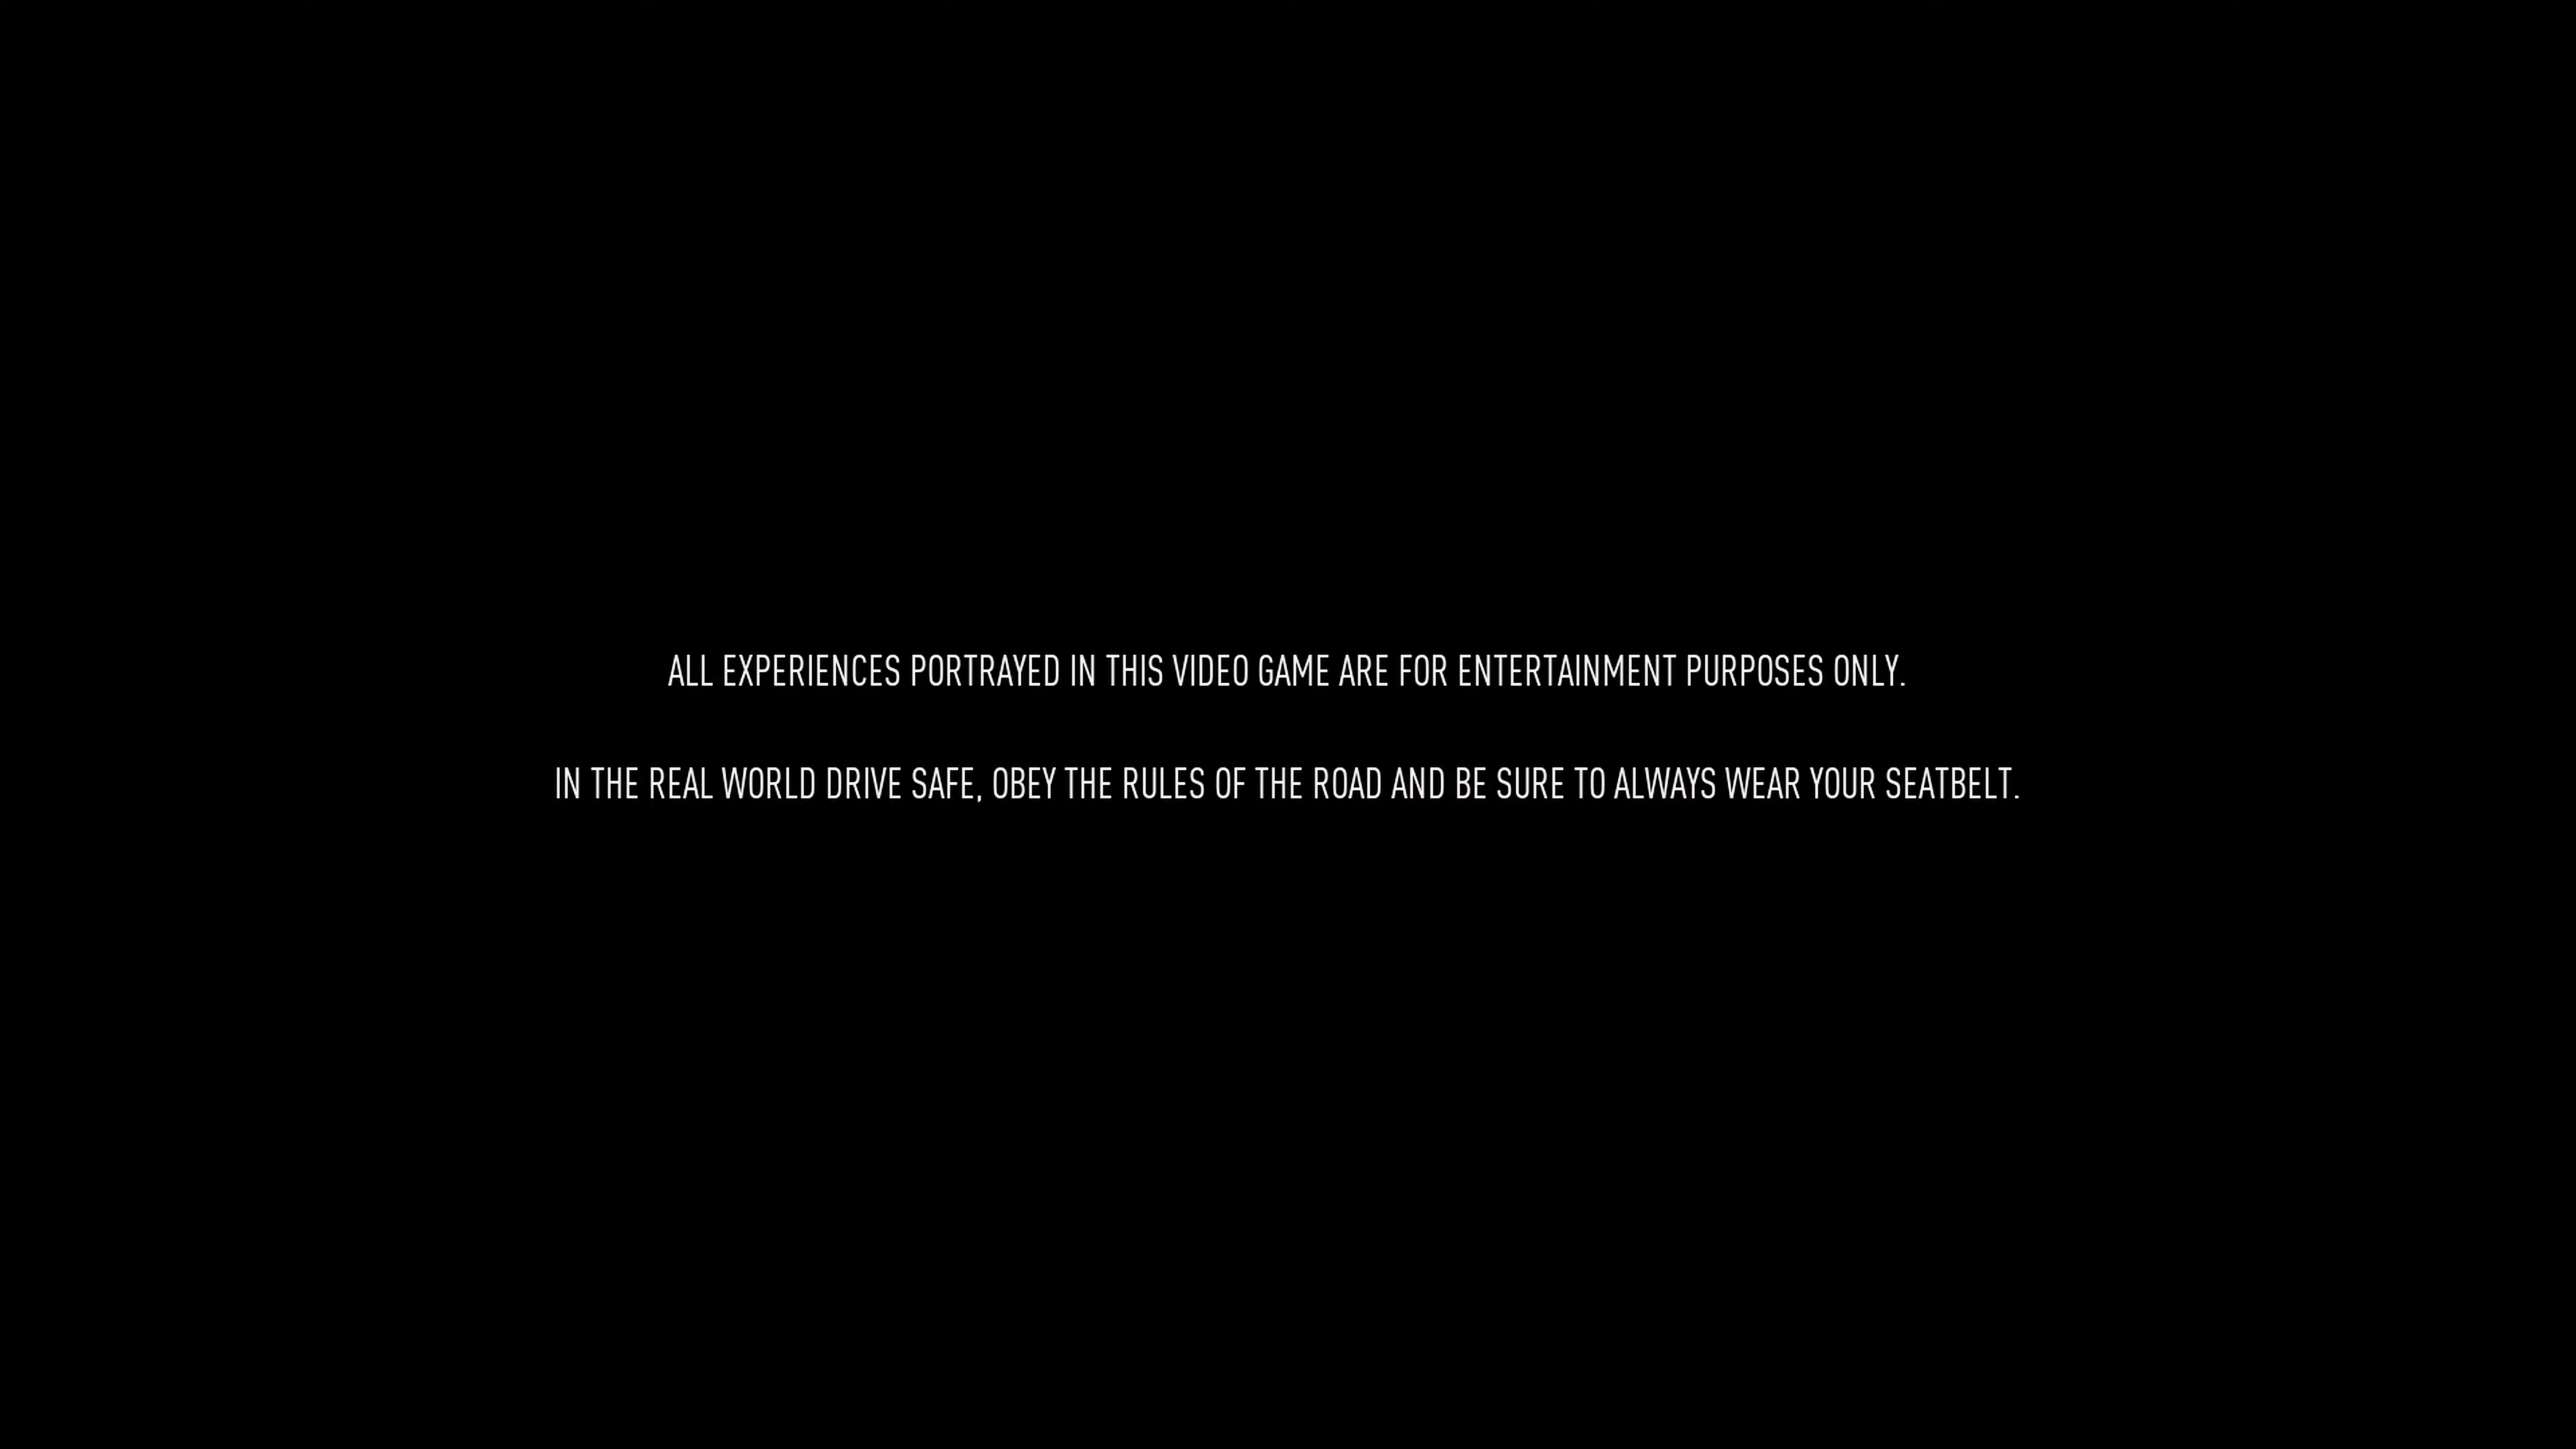 ALL EXPERIENCES PORTRAYED IN THIS VIDEO GAME ARE FOR ENTERTAINMENT PURPOSES ONLY.
IN THE REAL WORLD DRIVE SAFE, OBEY THE RULES OF THE ROAD AND BE SURE TO ALWAYS WEAR YOUR SEATBELT.